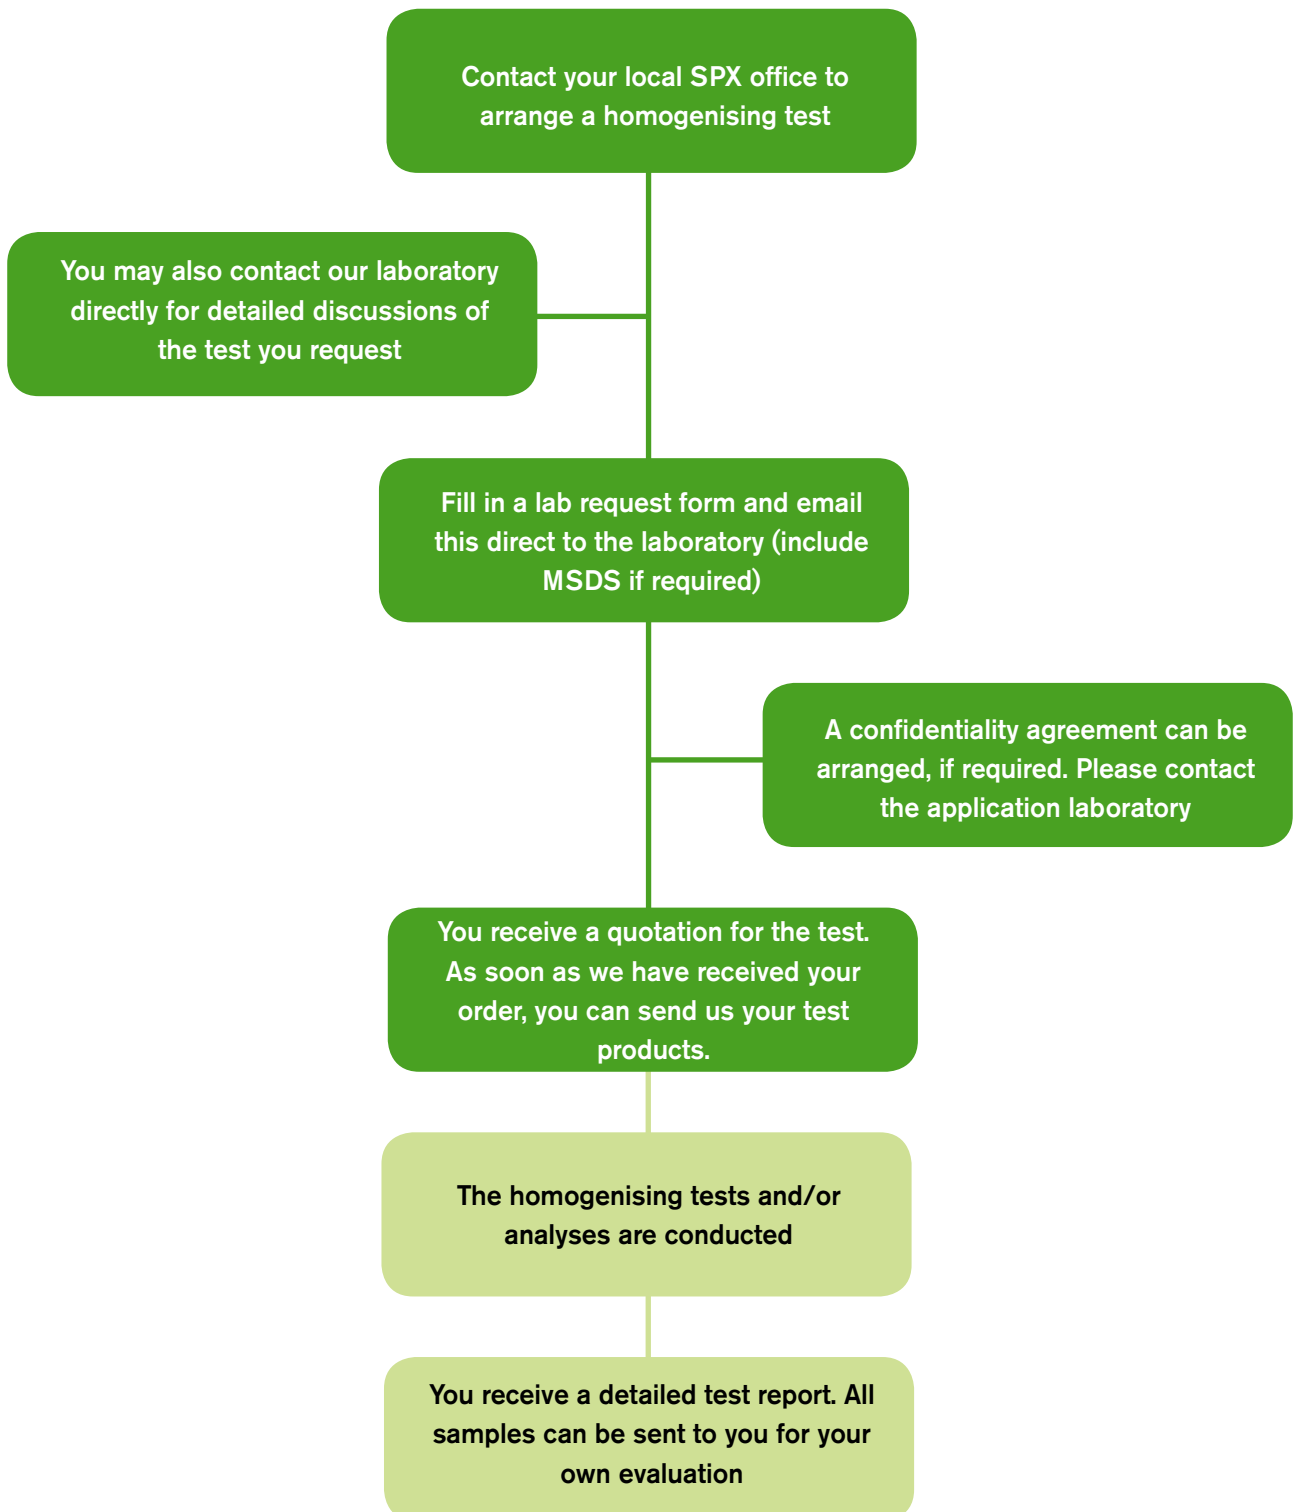 Contact your local SPX office to
arrange a homogenising test
You may also contact our laboratory
directly for detailed discussions of
the test you request
Fill in a lab request form and email
this direct to the laboratory (include
MSDS if required)
A confidentiality agreement can be
arranged, if required. Please contact
the application laboratory
You receive a quotation for the test.
As soon as we have received your
order, you can send us your test
products.
The homogenising tests and/or
analyses are conducted
You receive a detailed test report. All
samples can be sent to you for your
own evaluation